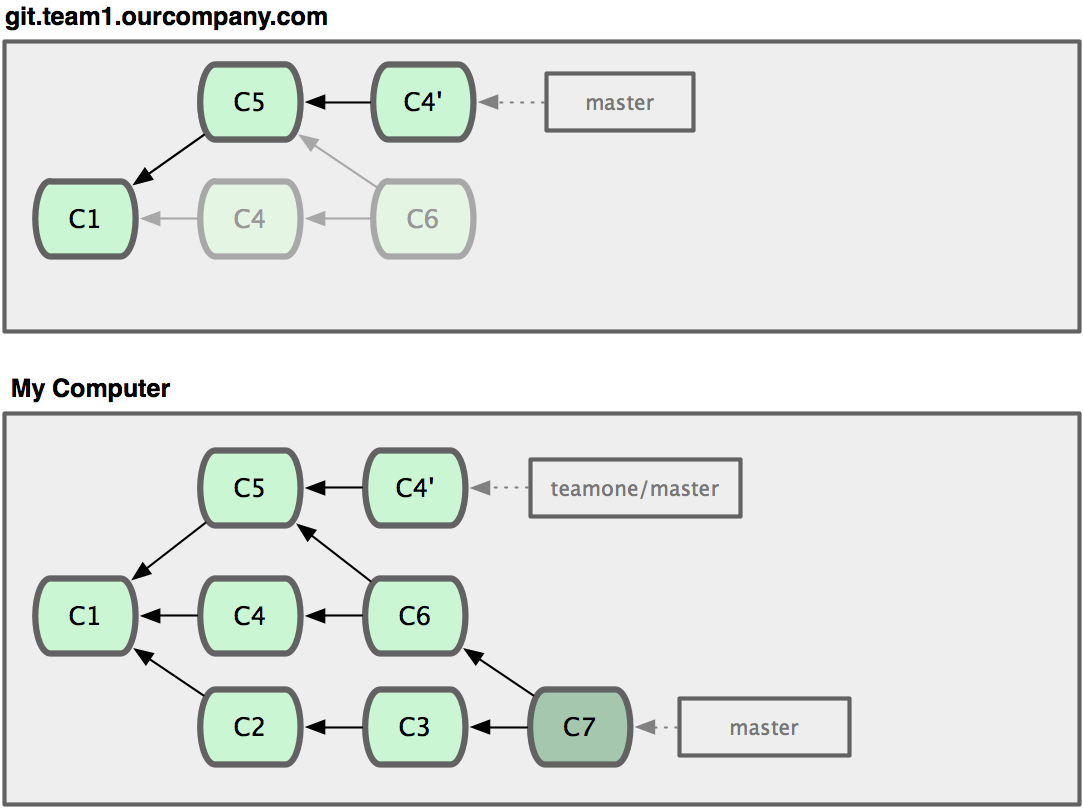 git.team1.ourcompany.com
C5
C4'
master
C1
C4
C6
My Computer
C5
C4'
teamone/master
C1
C4
C6
C2
C3
C7
master